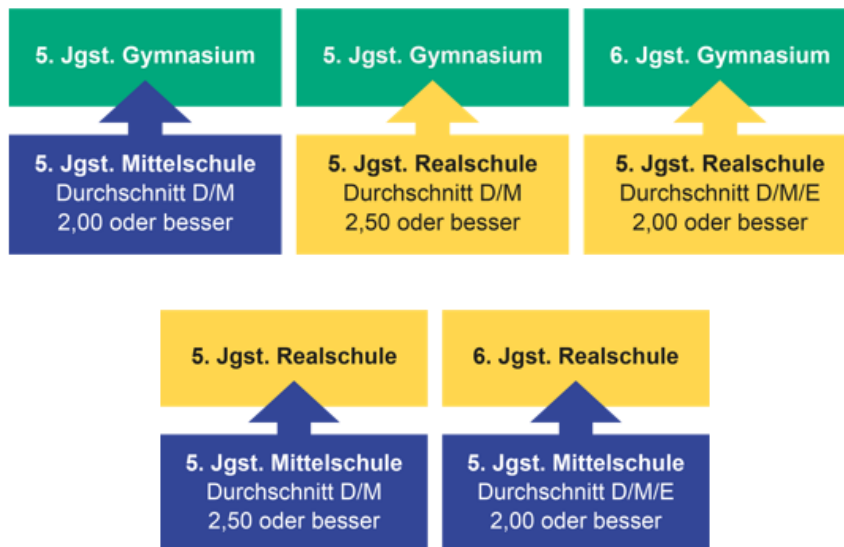 5. Jgst. Gymnasium
5. Jgst. Gymnasium
6. Jgst. Gymnasium
5. Jgst. Mittelschule
Durchschnitt D/M
2,00 oder besser
5. Jgst. Realschule
Durchschnitt D/M
2,50 oder besser
5. Jgst. Realschule
Durchschnitt D/M/E
2,00 oder besser
5. Jgst. Realschule
6. Jgst. Realschule
5. Jgst. Mittelschule
Durchschnitt D/M
2,50 oder besser
5. Jgst. Mittelschule
Durchschnitt D/M/E
2,00 oder besser